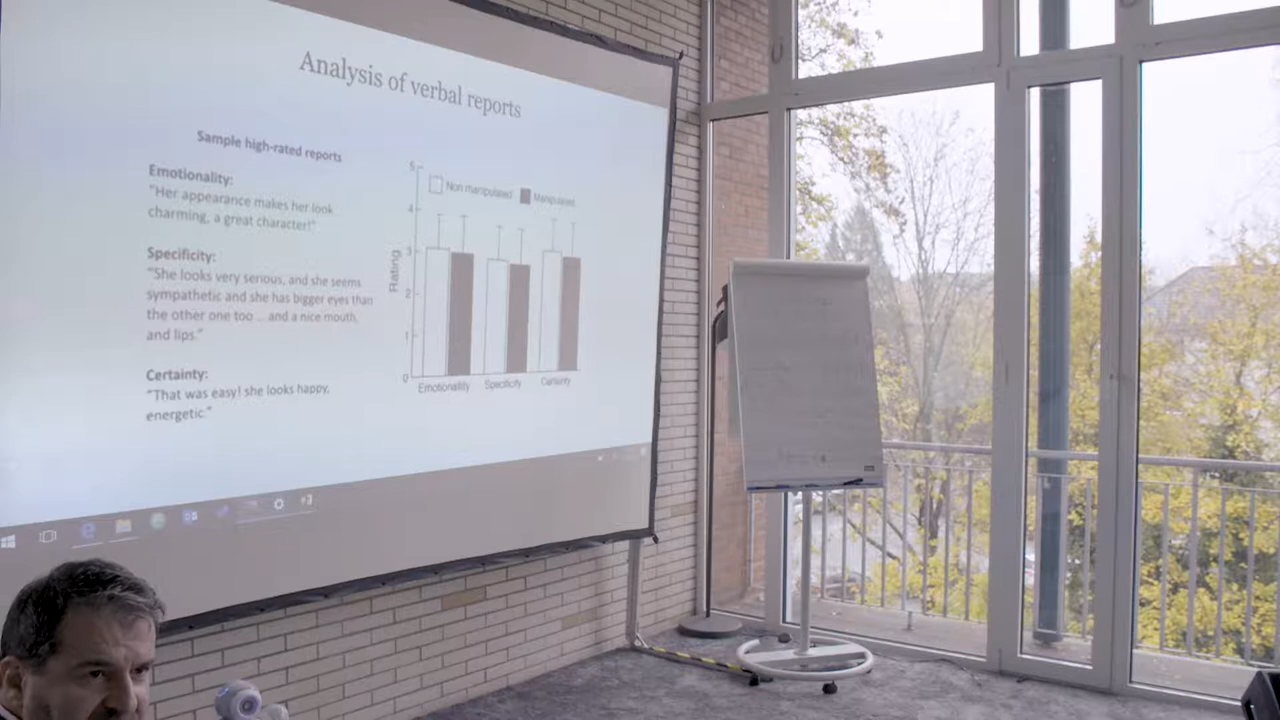 Analysis of verbal reports
Sample high-rated reports
Emotionality:
"Her appearance makes her look
charming, a great character!"
Specificity:
"She looks very serious, and she seems
sympathetic and she has bigger eyes than
the other one too ... and a nice mouth,
and lips."
Certainty:
"That was easy! she looks happy,
energetic."
5
4
3
2
1
0
Rating
Non manipulated
Manipulated
Emotionality
Specificity
Certainty